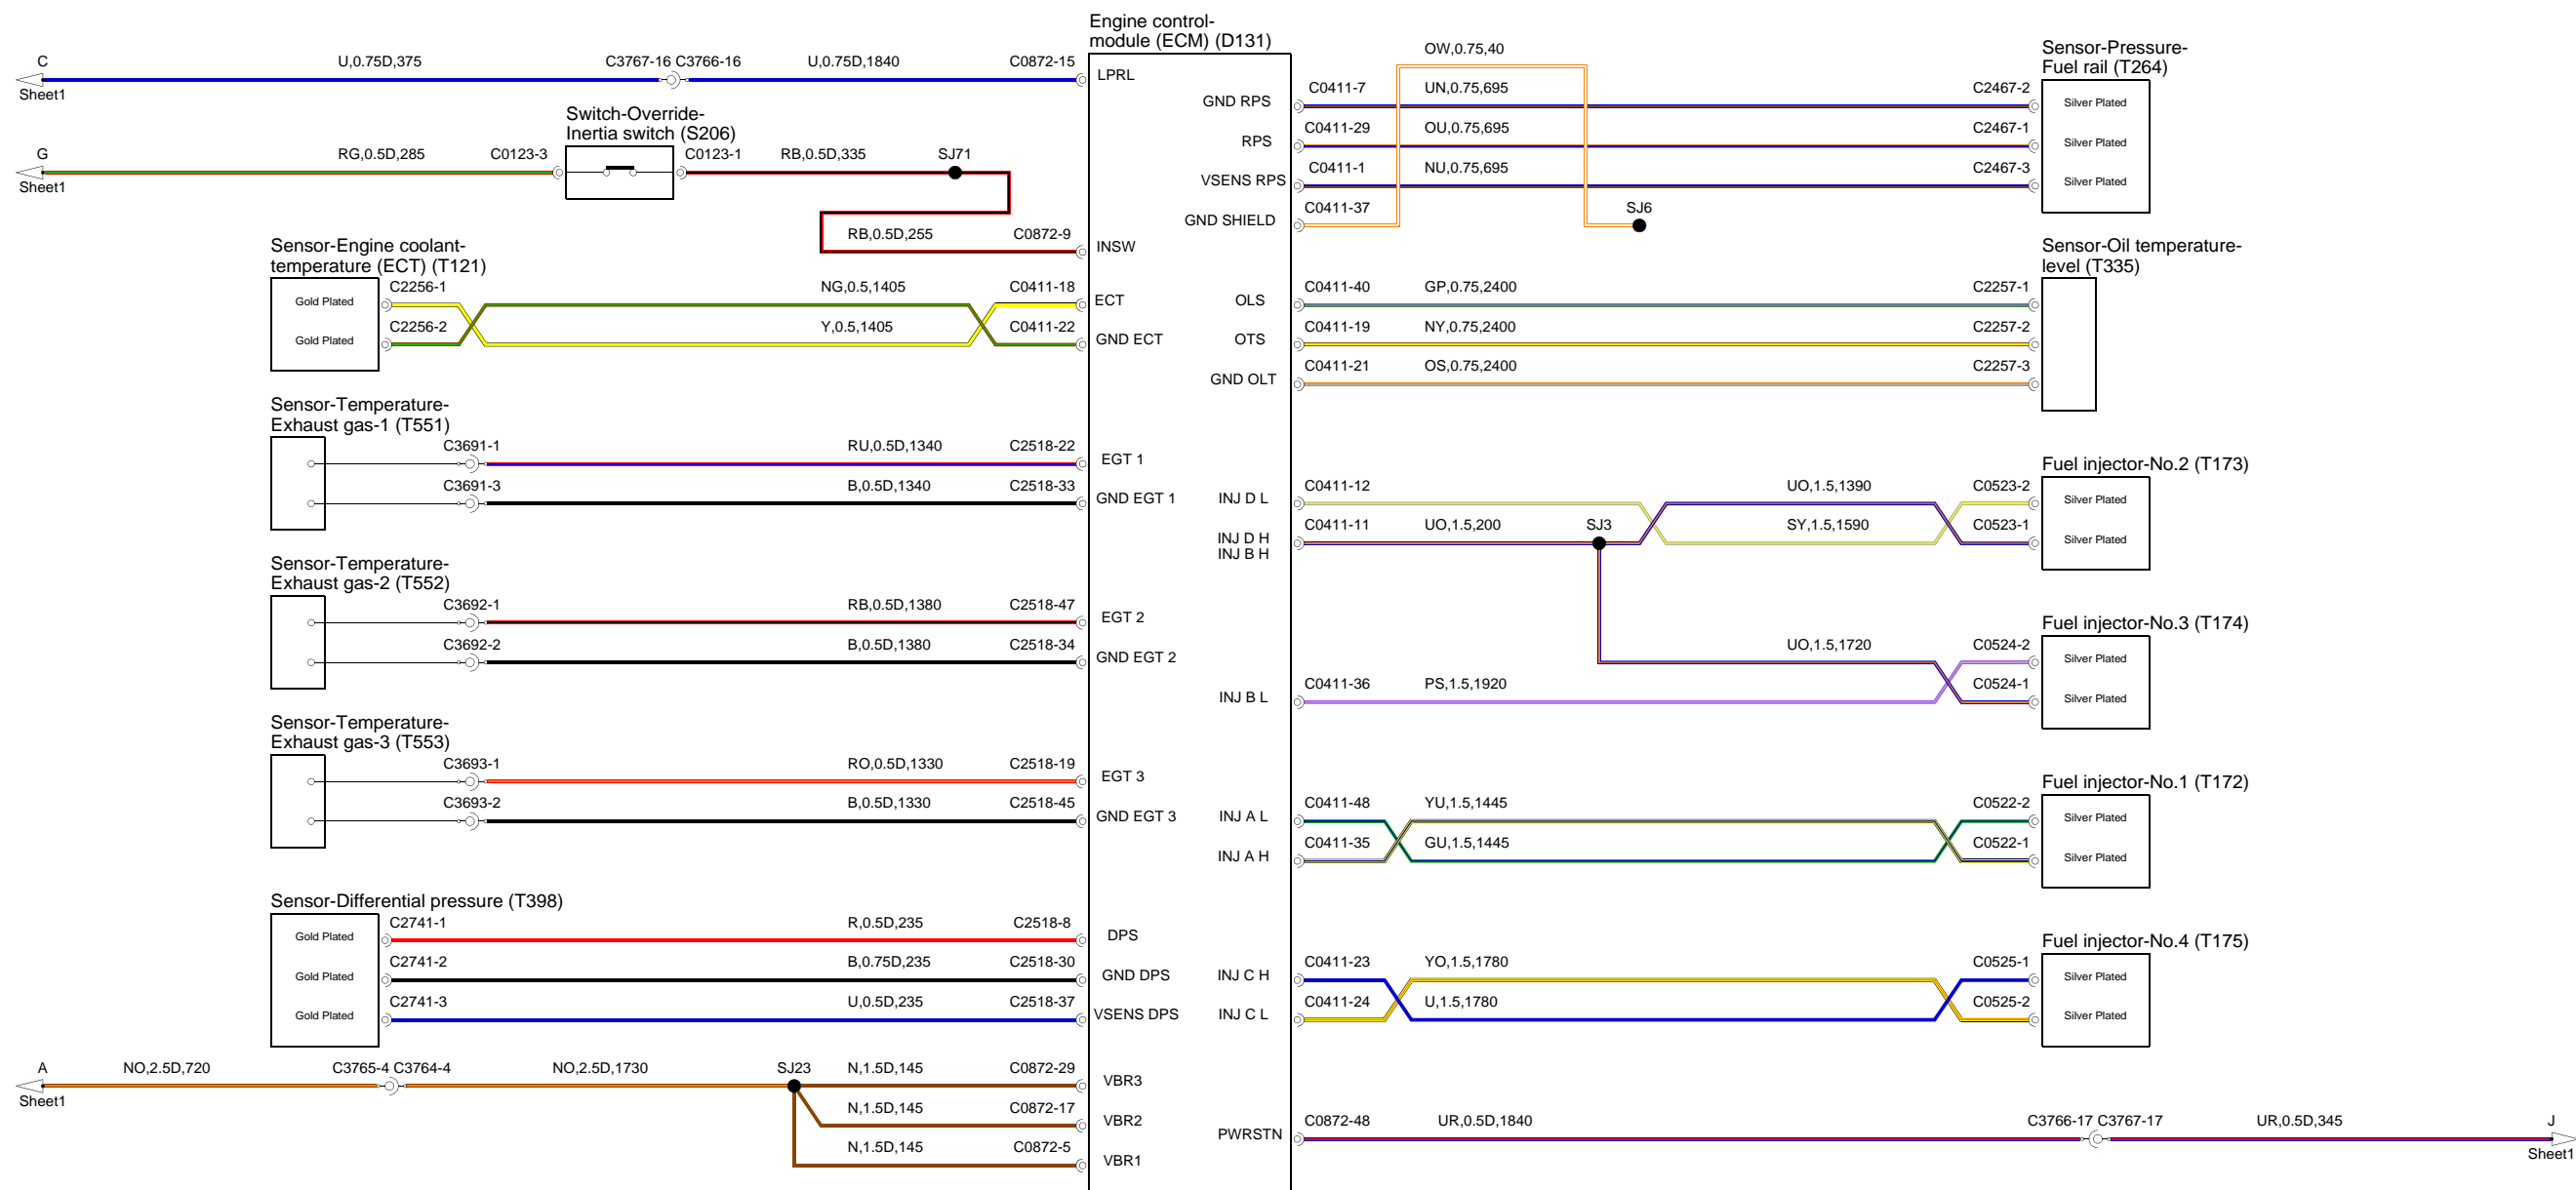 Engine control-
module (ECM) (D131)
C
U,0.75D,375
C3767-16 C3766-16
U,0.75D,1840
C0872-15
LPRL
Sheet1
Switch-Override-
Inertia switch (S206)
G
RG,0.5D,285
C0123-3
C0123-1
RB,0.5D,335
SJ71
Sheet1
RB,0.5D,255
C0872-9
INSW
Sensor-Engine coolant-
temperature (ECT) (T121)
Gold Plated
C2256-1
NG,0.5,1405
C0411-18
ECT
Gold Plated
C2256-2
Y,0.5,1405
C0411-22
GND ECT
Sensor-Temperature-
Exhaust gas-1 (T551)
C3691-1
RU,0.5D,1340
C2518-22
EGT 1
C3691-3
B,0.5D,1340
C2518-33
GND EGT 1
Sensor-Temperature-
Exhaust gas-2 (T552)
C3692-1
RB,0.5D,1380
C2518-47
EGT 2
C3692-2
B,0.5D,1380
C2518-34
GND EGT 2
Sensor-Temperature-
Exhaust gas-3 (T553)
C3693-1
RO,0.5D,1330
C2518-19
EGT 3
C3693-2
B,0.5D,1330
C2518-45
GND EGT 3
Sensor-Differential pressure (T398)
Gold Plated
C2741-1
R,0.5D,235
C2518-8
DPS
Gold Plated
C2741-2
B,0.75D,235
C2518-30
GND DPS
Gold Plated
C2741-3
U,0.5D,235
C2518-37
VSENS DPS
A
NO,2.5D,720
C3765-4 C3764-4
NO,2.5D,1730
SJ23
N,1.5D,145
C0872-29
VBR3
Sheet1
N,1.5D,145
C0872-17
VBR2
N,1.5D,145
C0872-5
VBR1
OW,0.75,40
Sensor-Pressure-
Fuel rail (T264)
GND RPS
C0411-7
UN,0.75,695
C2467-2
Silver Plated
RPS
C0411-29
OU,0.75,695
C2467-1
Silver Plated
VSENS RPS
C0411-1
NU,0.75,695
C2467-3
Silver Plated
GND SHIELD
C0411-37
SJ6
Sensor-Oil temperature-
level (T335)
OLS
C0411-40
GP,0.75,2400
C2257-1
OTS
C0411-19
NY,0.75,2400
C2257-2
GND OLT
C0411-21
OS,0.75,2400
C2257-3
Fuel injector-No.2 (T173)
INJ D L
C0411-12
UO,1.5,1390
C0523-2
Silver Plated
INJ D H
INJ B H
C0411-11
UO,1.5,200
SJ3
SY,1.5,1590
C0523-1
Silver Plated
Fuel injector-No.3 (T174)
UO,1.5,1720
C0524-2
Silver Plated
INJ B L
C0411-36
PS,1.5,1920
C0524-1
Silver Plated
Fuel injector-No.1 (T172)
INJ A L
C0411-48
YU,1.5,1445
C0522-2
Silver Plated
INJ A H
C0411-35
GU,1.5,1445
C0522-1
Silver Plated
Fuel injector-No.4 (T175)
INJ C H
C0411-23
YO,1.5,1780
C0525-1
Silver Plated
INJ C L
C0411-24
U,1.5,1780
C0525-2
Silver Plated
PWRSTN
C0872-48
UR,0.5D,1840
C3766-17 C3767-17
UR,0.5D,345
J
Sheet1